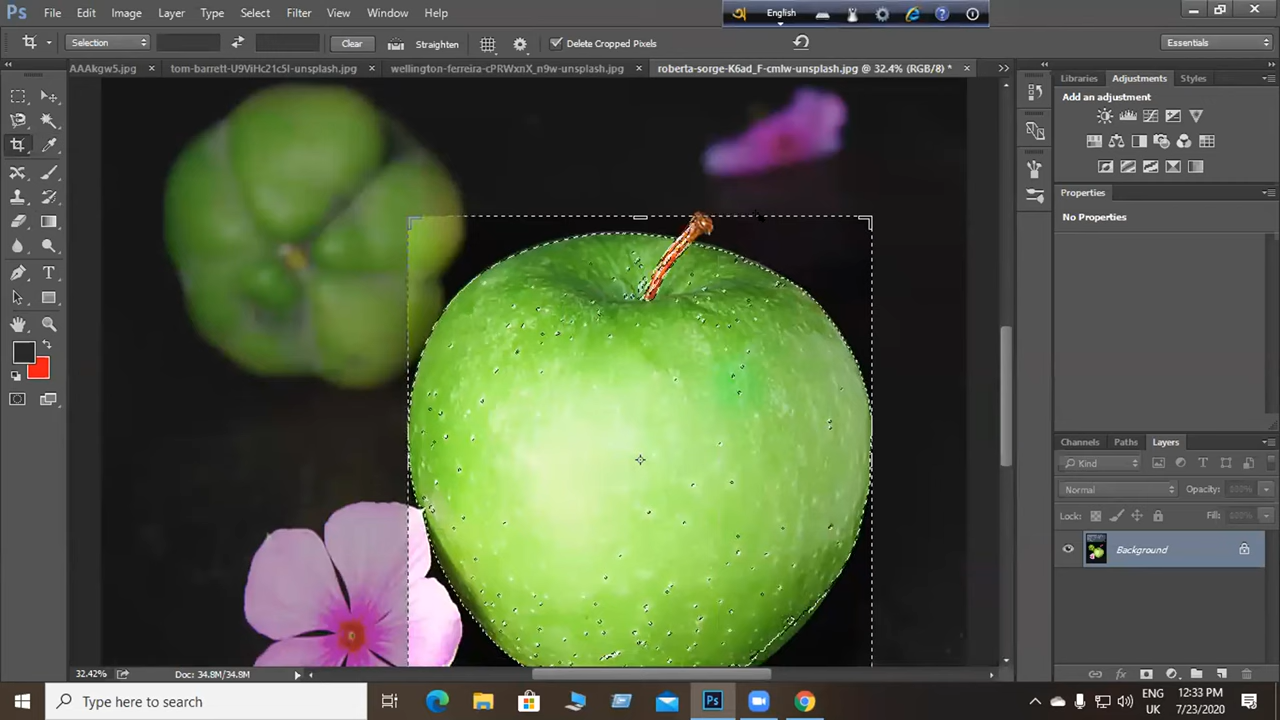 Ps File Edit Image Layer Type Select Filter View Window Help
অ English
Selection Clear Straighten Delete Cropped Pixels Essentials
AAAkgw5.jpg tom-barrett-U9ViHc21c5I-unsplash.jpg wellington-ferreira-cPRWxnX_n9w-unsplash.jpg roberta-sorge-K6ad_F-cmlw-unsplash.jpg @ 32.4% (RGB/8) *
Libraries Adjustments Styles
Add an adjustment
Properties
No Properties
Channels Paths Layers
Kind
Normal Opacity:
Lock: Fill:
Background
32.42% Doc: 34.8M/34.8M
Type here to search
Ps
ENG
UK
12:33 PM
7/23/2020